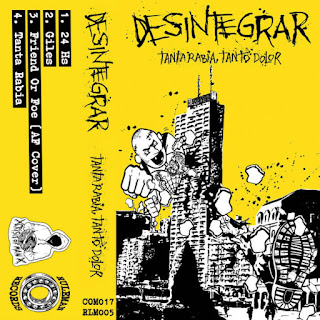 1. 24 Hs
2. Giles
3. Friend Or Foe [AF Cover]
4. Tanta Rabia
RULEMAN
RECORDS
DESINTEGRAR
TANTA RABIA, TANTO DOLOR
COM017
RLM005
DESINTEGRAR
TANTA RABIA, TANTO DOLOR